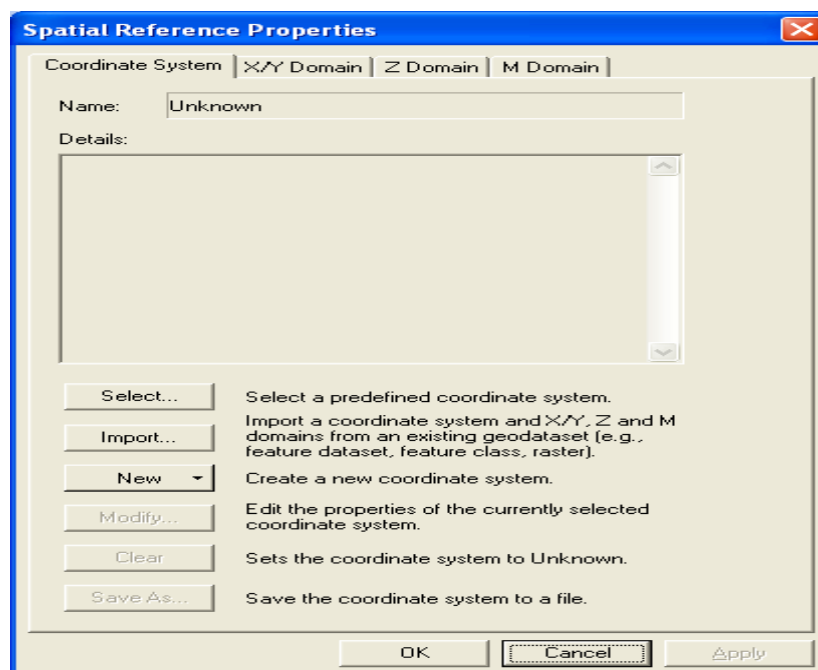 Spatial Reference Properties
Coordinate System X/Y Domain Z Domain M Domain
Name: Unknown
Details:
Select... Select a predefined coordinate system.
Import... Import a coordinate system and X/Y, Z and M
domains from an existing geodataset (e.g.,
feature dataset, feature class, raster).
New Create a new coordinate system.
Modify... Edit the properties of the currently selected
coordinate system.
Clear Sets the coordinate system to Unknown.
Save As... Save the coordinate system to a file.
OK Cancel Apply